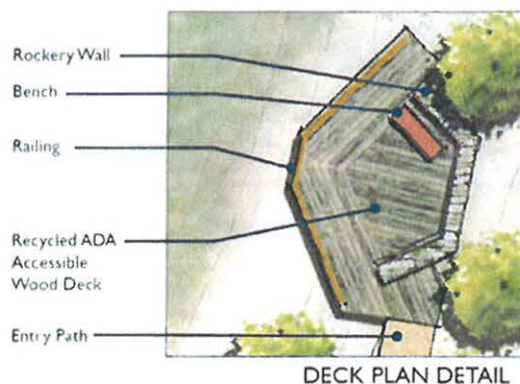 Rockery Wall
Bench
Railing
Recycled ADA
Accessible
Wood Deck
Entry Path
DECK PLAN DETAIL